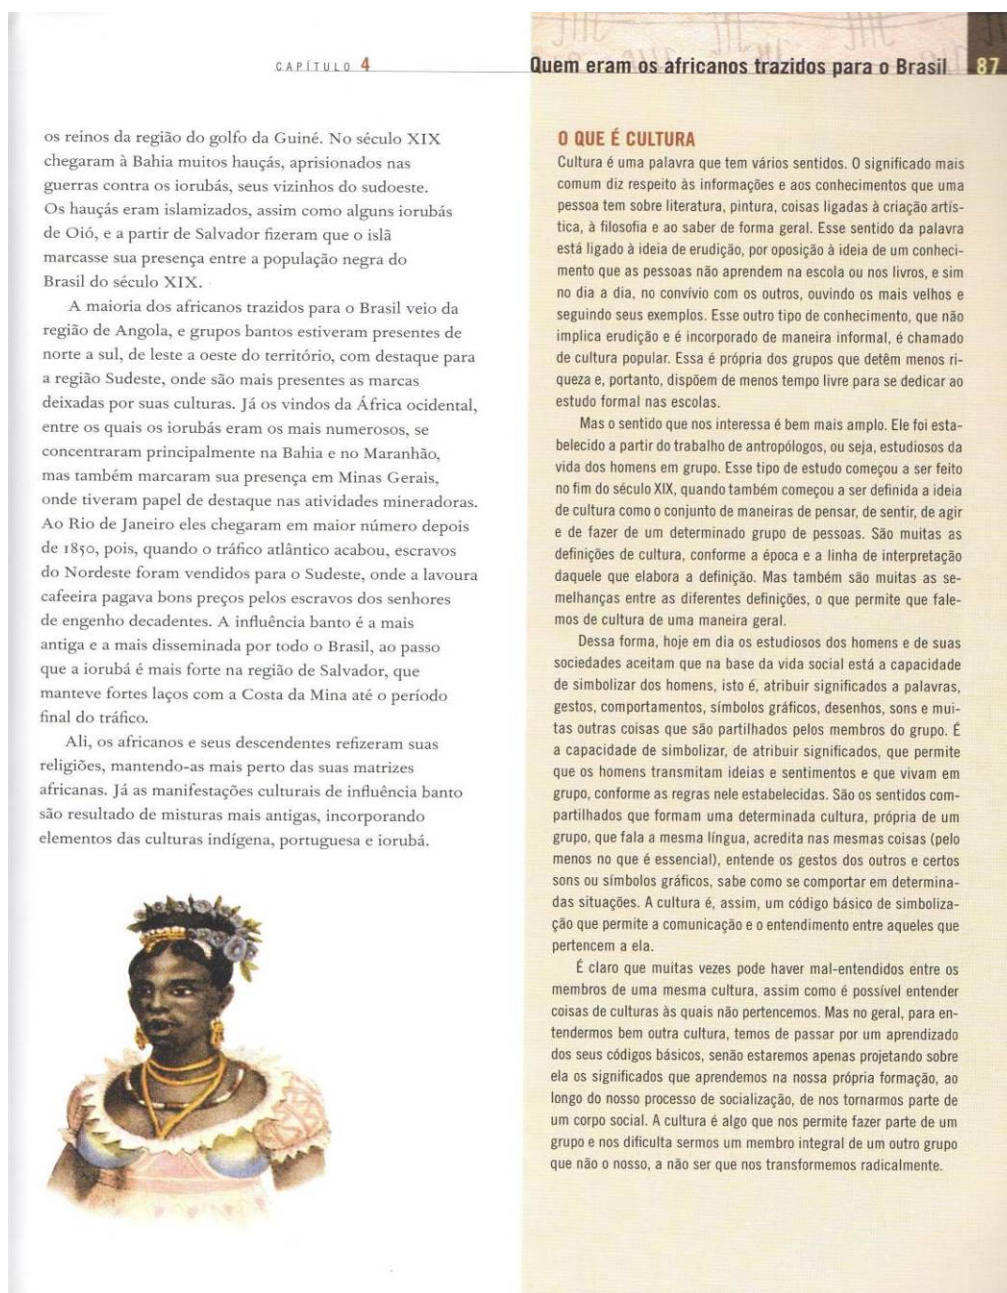 CAPÍTULO 4
Quem eram os africanos trazidos para o Brasil 87
os reinos da região do golfo da Guiné. No século XIX
chegaram à Bahia muitos hauçás, aprisionados nas
guerras contra os iorubás, seus vizinhos do sudoeste.
Os hauçás eram islamizados, assim como alguns iorubás
de Oió, e a partir de Salvador fizeram que o islã
marcasse sua presença entre a população negra do
Brasil do século XIX.
A maioria dos africanos trazidos para o Brasil veio da
região de Angola, e grupos bantos estiveram presentes de
norte a sul, de leste a oeste do território, com destaque para
a região Sudeste, onde são mais presentes as marcas
deixadas por suas culturas. Já os vindos da África ocidental,
entre os quais os iorubás eram os mais numerosos, se
concentraram principalmente na Bahia e no Maranhão,
mas também marcaram sua presença em Minas Gerais,
onde tiveram papel de destaque nas atividades mineradoras.
Ao Rio de Janeiro eles chegaram em maior número depois
de 1850, pois, quando o tráfico atlântico acabou, escravos
do Nordeste foram vendidos para o Sudeste, onde a lavoura
cafeeira pagava bons preços pelos escravos dos senhores
de engenho decadentes. A influência banto é a mais
antiga e a mais disseminada por todo o Brasil, ao passo
que a iorubá é mais forte na região de Salvador, que
manteve fortes laços com a Costa da Mina até o período
final do tráfico.
Ali, os africanos e seus descendentes refizeram suas
religiões, mantendo-as mais perto das suas matrizes
africanas. Já as manifestações culturais de influência banto
são resultado de misturas mais antigas, incorporando
elementos das culturas indígena, portuguesa e iorubá.
O QUE É CULTURA
Cultura é uma palavra que tem vários sentidos. O significado mais
comum diz respeito às informações e aos conhecimentos que uma
pessoa tem sobre literatura, pintura, coisas ligadas à criação artís-
tica, à filosofia e ao saber de forma geral. Esse sentido da palavra
está ligado à ideia de erudição, por oposição à ideia de um conheci-
mento que as pessoas não aprendem na escola ou nos livros, e sim
no dia a dia, no convívio com os outros, ouvindo os mais velhos e
seguindo seus exemplos. Esse outro tipo de conhecimento, que não
implica erudição e é incorporado de maneira informal, é chamado
de cultura popular. Essa é própria dos grupos que detêm menos ri-
queza e, portanto, dispõem de menos tempo livre para se dedicar ao
estudo formal nas escolas.
Mas o sentido que nos interessa é bem mais amplo. Ele foi esta-
belecido a partir do trabalho de antropólogos, ou seja, estudiosos da
vida dos homens em grupo. Esse tipo de estudo começou a ser feito
no fim do século XIX, quando também começou a ser definida a ideia
de cultura como o conjunto de maneiras de pensar, de sentir, de agir
e de fazer de um determinado grupo de pessoas. São muitas as
definições de cultura, conforme a época e a linha de interpretação
daquele que elabora a definição. Mas também são muitas as se-
melhanças entre as diferentes definições, o que permite que fale-
mos de cultura de uma maneira geral.
Dessa forma, hoje em dia os estudiosos dos homens e de suas
sociedades aceitam que na base da vida social está a capacidade
de simbolizar dos homens, isto é, atribuir significados a palavras,
gestos, comportamentos, símbolos gráficos, desenhos, sons e mui-
tas outras coisas que são partilhados pelos membros do grupo. É
a capacidade de simbolizar, de atribuir significados, que permite
que os homens transmitam ideias e sentimentos e que vivam em
grupo, conforme as regras nele estabelecidas. São os sentidos com-
partilhados que formam uma determinada cultura, própria de um
grupo, que fala a mesma língua, acredita nas mesmas coisas (pelo
menos no que é essencial), entende os gestos dos outros e certos
sons ou símbolos gráficos, sabe como se comportar em determina-
das situações. A cultura é, assim, um código básico de simboliza-
ção que permite a comunicação e o entendimento entre aqueles que
pertencem a ela.
É claro que muitas vezes pode haver mal-entendidos entre os
membros de uma mesma cultura, assim como é possível entender
coisas de culturas às quais não pertencemos. Mas no geral, para en-
tendermos bem outra cultura, temos de passar por um aprendizado
dos seus códigos básicos, senão estaremos apenas projetando sobre
ela os significados que aprendemos na nossa própria formação, ao
longo do nosso processo de socialização, de nos tornarmos parte de
um corpo social. A cultura é algo que nos permite fazer parte de um
grupo e nos dificulta sermos um membro integral de um outro grupo
que não o nosso, a não ser que nos transformemos radicalmente.